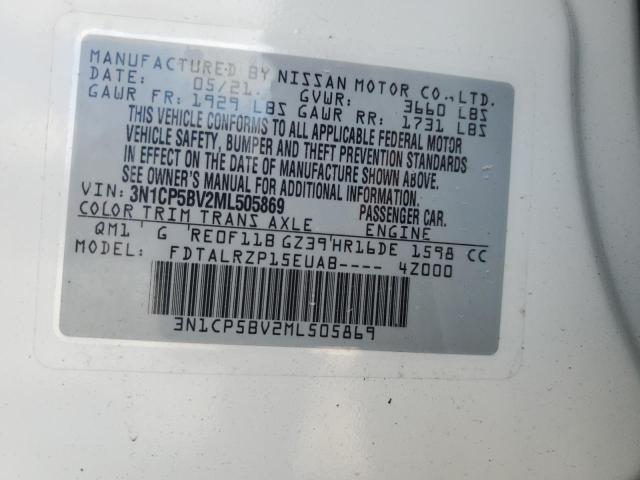 MANUFACTURED BY NISSAN MOTOR CO.,LTD.
DATE: 05/21 GVWR: 3660 LBS
GAWR FR: 1929 LBS GAWR RR: 1731 LBS
THIS VEHICLE CONFORMS TO ALL APPLICABLE FEDERAL MOTOR
VEHICLE SAFETY, BUMPER AND THEFT PREVENTION STANDARDS
IN EFFECT ON THE DATE OF MANUFACTURE SHOWN ABOVE.
SEE OWNER'S MANUAL FOR ADDITIONAL INFORMATION.
VIN: 3N1CP5BV2ML505869 PASSENGER CAR.
COLOR TRIM TRANS AXLE ENGINE
QM1 G RE0F11B GZ39 HR16DE 1598 CC
MODEL: FDTALRZP15EUAB---- 4Z000
3N1CP5BV2ML505869